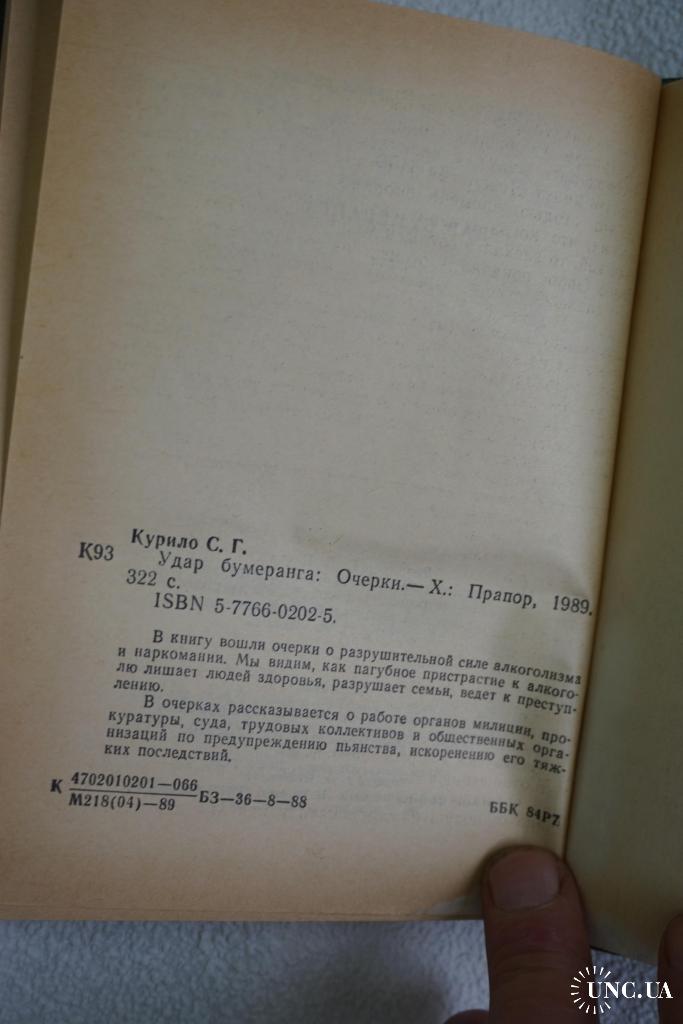 Курило С. Г.
К93 Удар бумеранга: Очерки.— Х.: Прапор, 1989.
322 с.
ISBN 5-7766-0202-5.
В книгу вошли очерки о разрушительной силе алкоголизма
и наркомании. Мы видим, как пагубное пристрастие к алкого-
лю лишает людей здоровья, разрушает семьи, ведет к преступ-
лению.
В очерках рассказывается о работе органов милиции, про-
куратуры, суда, трудовых коллективов и общественных орга-
низаций по предупреждению пьянства, искоренению его тяж-
ких последствий.
К 4702010201—066
М218(04)—89 БЗ—36—8—88
ББК 84Р7
UNC.UA